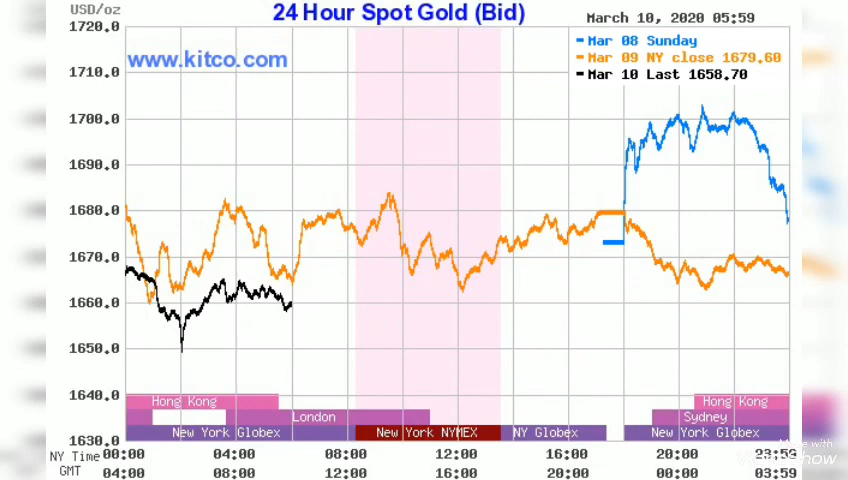 USD/oz
24 Hour Spot Gold (Bid)
March 10, 2020 05:59
1720.0
www.kitco.com
Mar 08 Sunday
Mar 09 NY close 1679.60
Mar 10 Last 1658.70
1710.0
1700.0
1690.0
1680.0
1670.0
1660.0
1650.0
1640.0
1630.0
Hong Kong
Hong Kong
London
Sydney
New York Globex
New York NYMEX
NY Globex
New York Globex
NY Time
00:00
04:00
08:00
12:00
16:00
20:00
23:59
GMT
04:00
08:00
12:00
16:00
20:00
00:00
03:59
Made with